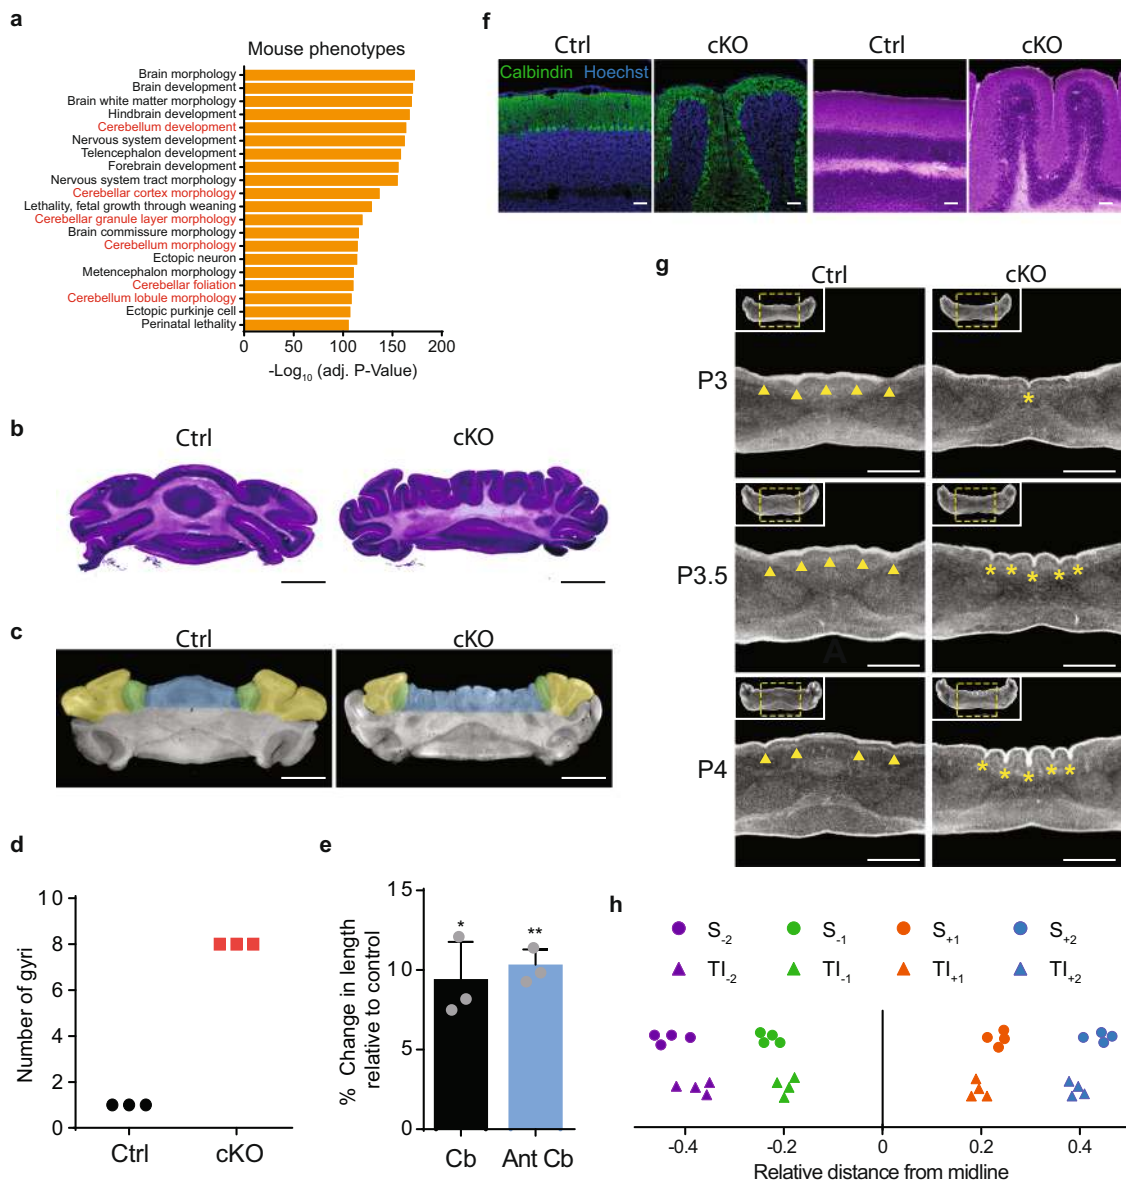 a
Mouse phenotypes
Brain morphology
Brain development
Brain white matter morphology
Hindbrain development
Cerebellum development
Nervous system development
Telencephalon development
Forebrain development
Nervous system tract morphology
Cerebellar cortex morphology
Lethality, fetal growth through weaning
Cerebellar granule layer morphology
Brain commissure morphology
Cerebellum morphology
Ectopic neuron
Metencephalon morphology
Cerebellar foliation
Cerebellum lobule morphology
Ectopic purkinje cell
Perinatal lethality
0 50 100 150 200
-Log10 (adj. P-Value)
b
Ctrl cKO
c
Ctrl cKO
d
Number of gyri
10
8
6
4
2
0
Ctrl cKO
e
% Change in length
relative to control
15
10
5
0
* **
Cb Ant Cb
f
Ctrl cKO Ctrl cKO
Calbindin Hoechst
g
Ctrl cKO
P3
*
P3.5
* * * * *
A
P4
* * * * *
h
S-2 S-1 S+1 S+2
TI-2 TI-1 TI+1 TI+2
-0.4 -0.2 0 0.2 0.4
Relative distance from midline